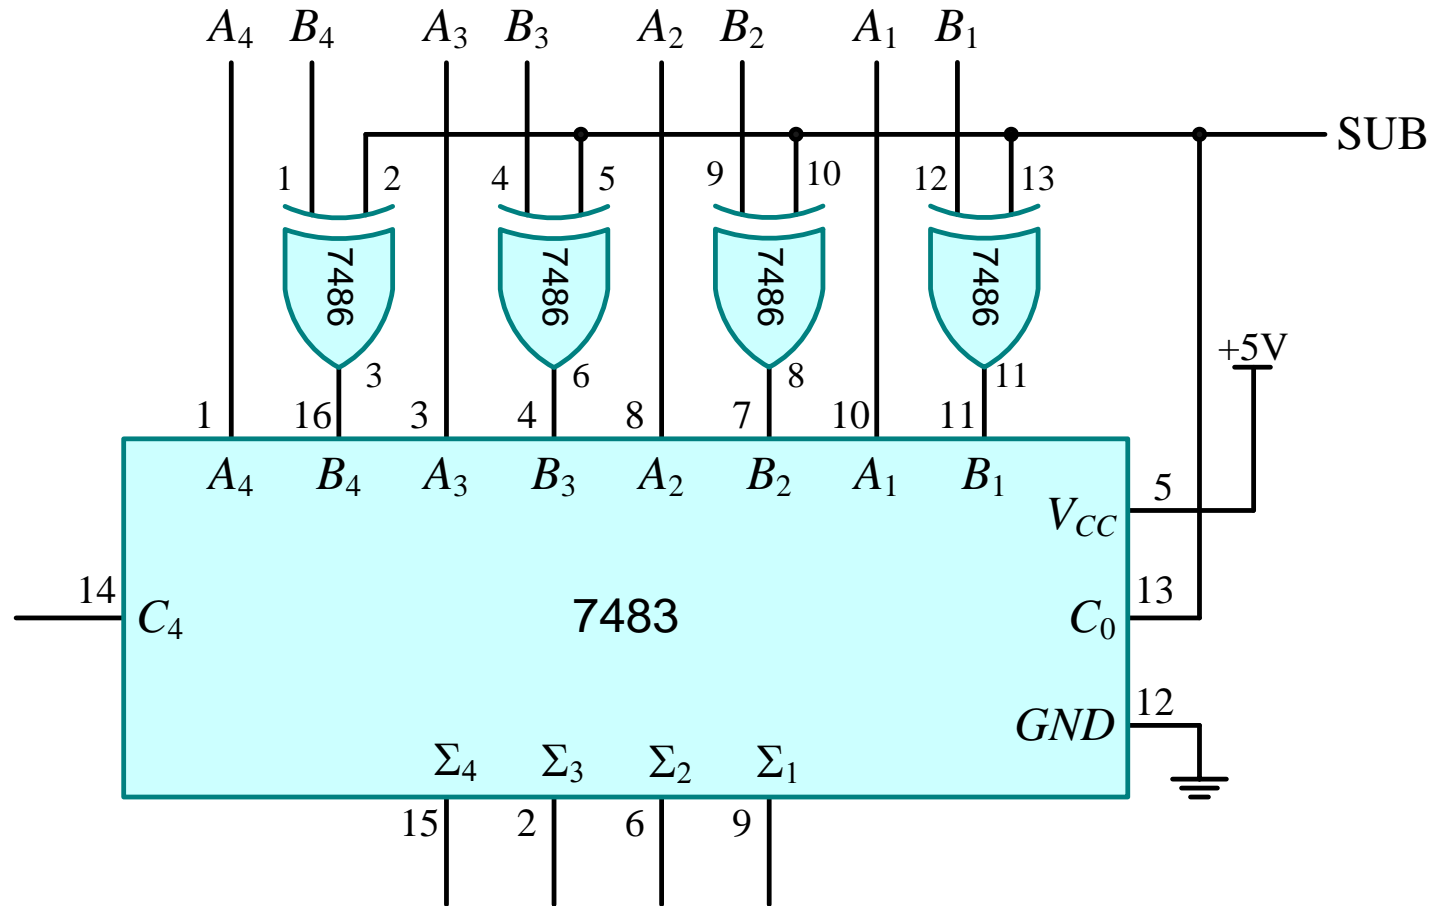 A₄ B₄ A₃ B₃ A₂ B₂ A₁ B₁
SUB
1 2 4 5 9 10 12 13
7486 7486 7486 7486
+5V
3 6 8 11
1 16 3 4 8 7 10 11
A₄ B₄ A₃ B₃ A₂ B₂ A₁ B₁
V_CC 5
14 C₄ 7483 C₀ 13
GND 12
Σ₄ Σ₃ Σ₂ Σ₁
15 2 6 9